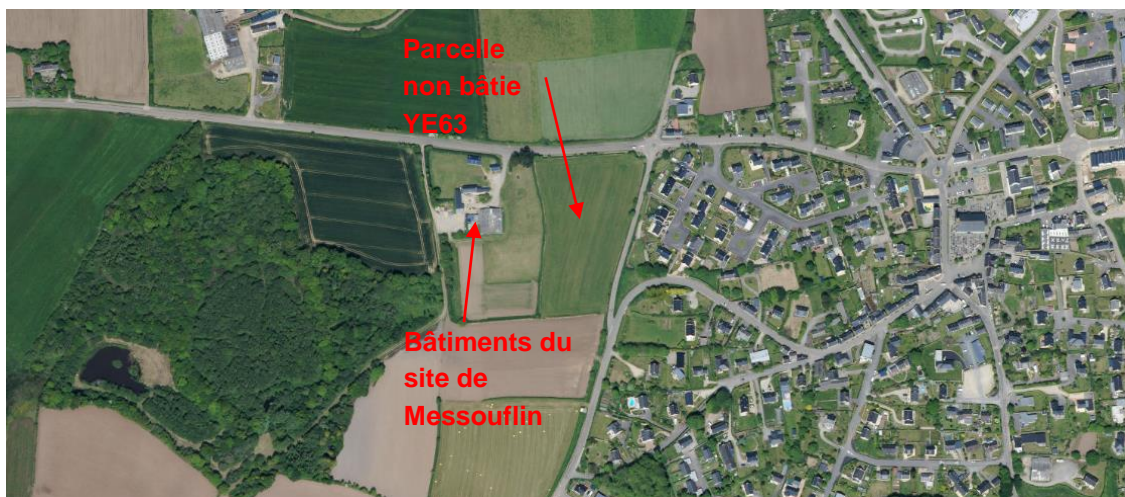 Parcelle
non bâtie
YE63
Bâtiments du
site de
Messouflin